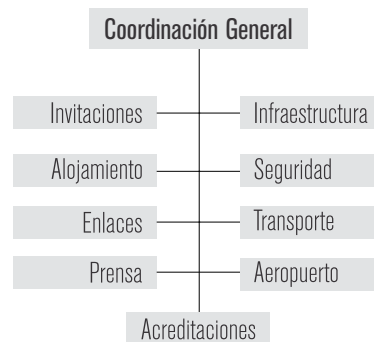 Coordinación General
Invitaciones
Infraestructura
Alojamiento
Seguridad
Enlaces
Transporte
Prensa
Aeropuerto
Acreditaciones